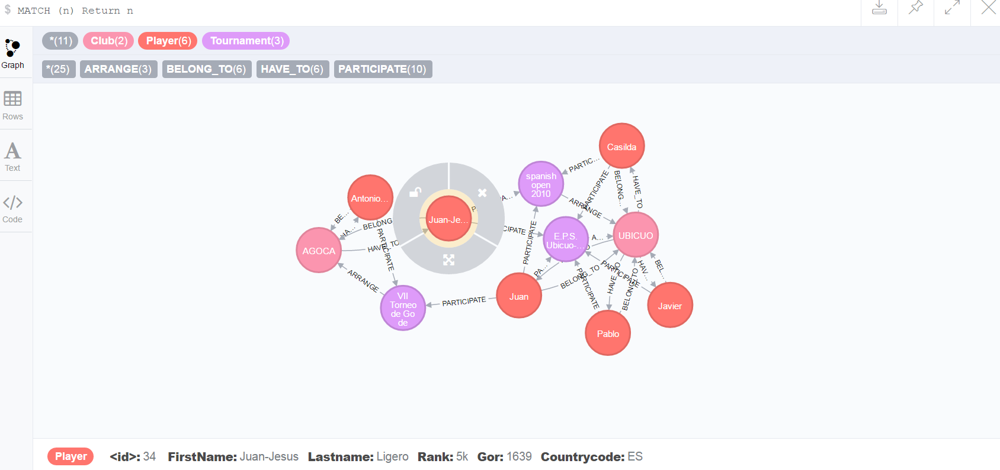 $ MATCH (n) Return n
*(11) Club(2) Player(6) Tournament(3)
*(25) ARRANGE(3) BELONG_TO(6) HAVE_TO(6) PARTICIPATE(10)
Graph
Rows
Text
Code
Casilda
PARTIC...
spanish
open
2010
PARTICIPATE
BELONG...
HAVE_TO
Antonio...
A...
ARRANGE
P.
Juan-Je...
BE...
HA...
BELONG
CIPATE
E.P.S.
Ubicuo-...
A...
UBICUO
AGOCA
HAVE_TO
PARTICIPATE
PARTICIPATE
PA...
BELONG_TO
PARTICIPATE
HAV...
BEL...
ARRANGE
PARTICIPATE
HAVE_TO
BELONG_TO
VII
Torneo
de Go
de
PARTICIPATE
Juan
Javier
Pablo
Player <id>: 34 FirstName: Juan-Jesus Lastname: Ligero Rank: 5k Gor: 1639 Countrycode: ES